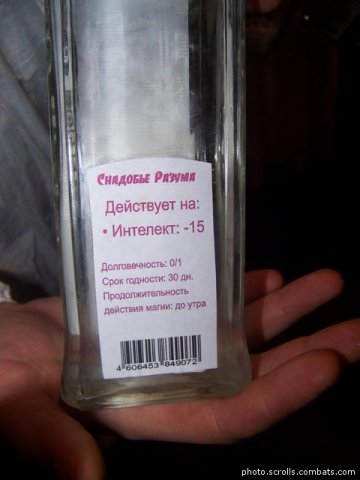 Снадобье Разума
Действует на:
• Интелект: -15
Долговечность: 0/1
Срок годности: 30 дн.
Продолжительность
действия магии: до утра
4 606453 849072
photo.scrolls.combats.com